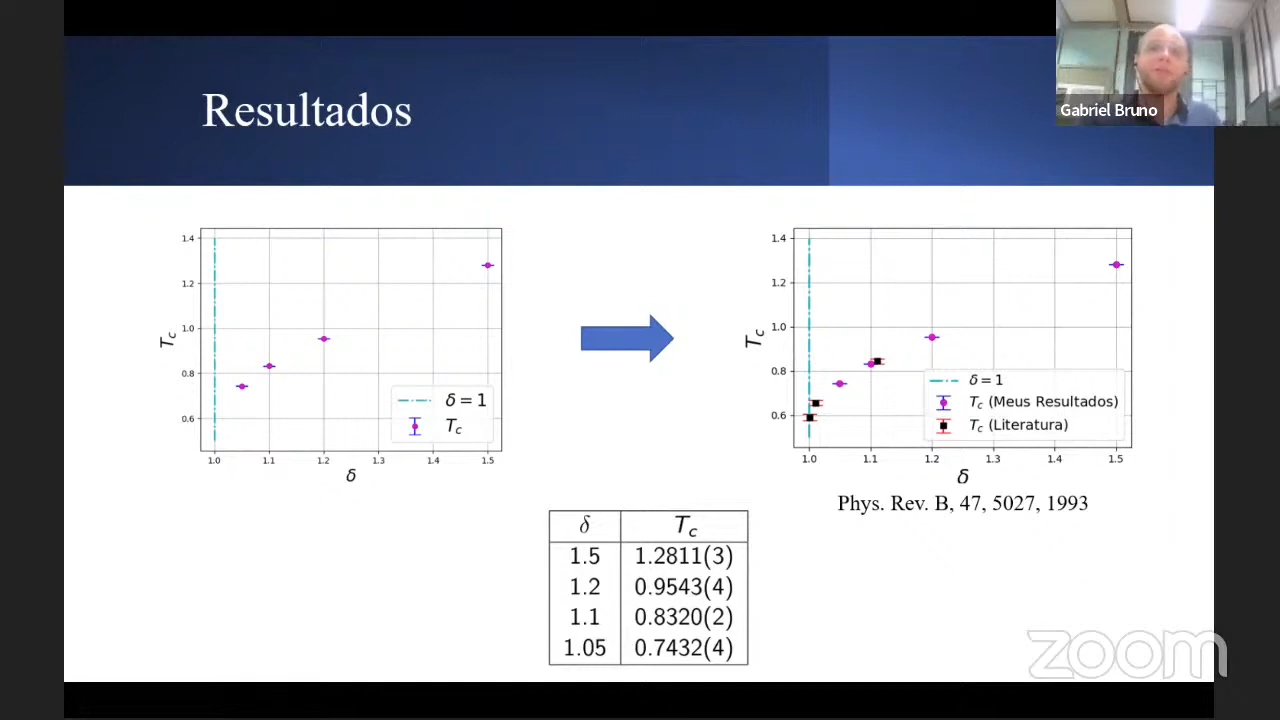 Resultados
Gabriel Bruno
1.4
1.2
1.0
0.8
0.6
T_c
1.0 1.1 1.2 1.3 1.4 1.5
δ
δ = 1
T_c
1.4
1.2
1.0
0.8
0.6
T_c
1.0 1.1 1.2 1.3 1.4 1.5
δ
δ = 1
T_c (Meus Resultados)
T_c (Literatura)
Phys. Rev. B, 47, 5027, 1993
δ T_c
1.5 1.2811(3)
1.2 0.9543(4)
1.1 0.8320(2)
1.05 0.7432(4)
zoom